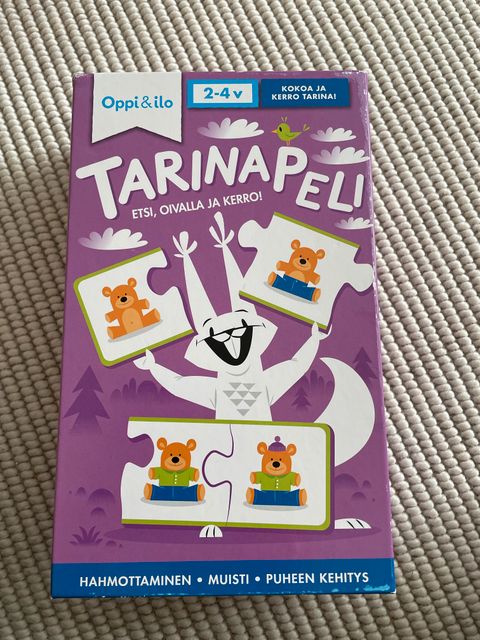 Oppi&ilo
2-4 v
KOKOA JA
KERRO TARINA!
TARINAPELI
ETSI, OIVALLA JA KERRO!
HAHMOTTAMINEN • MUISTI • PUHEEN KEHITYS